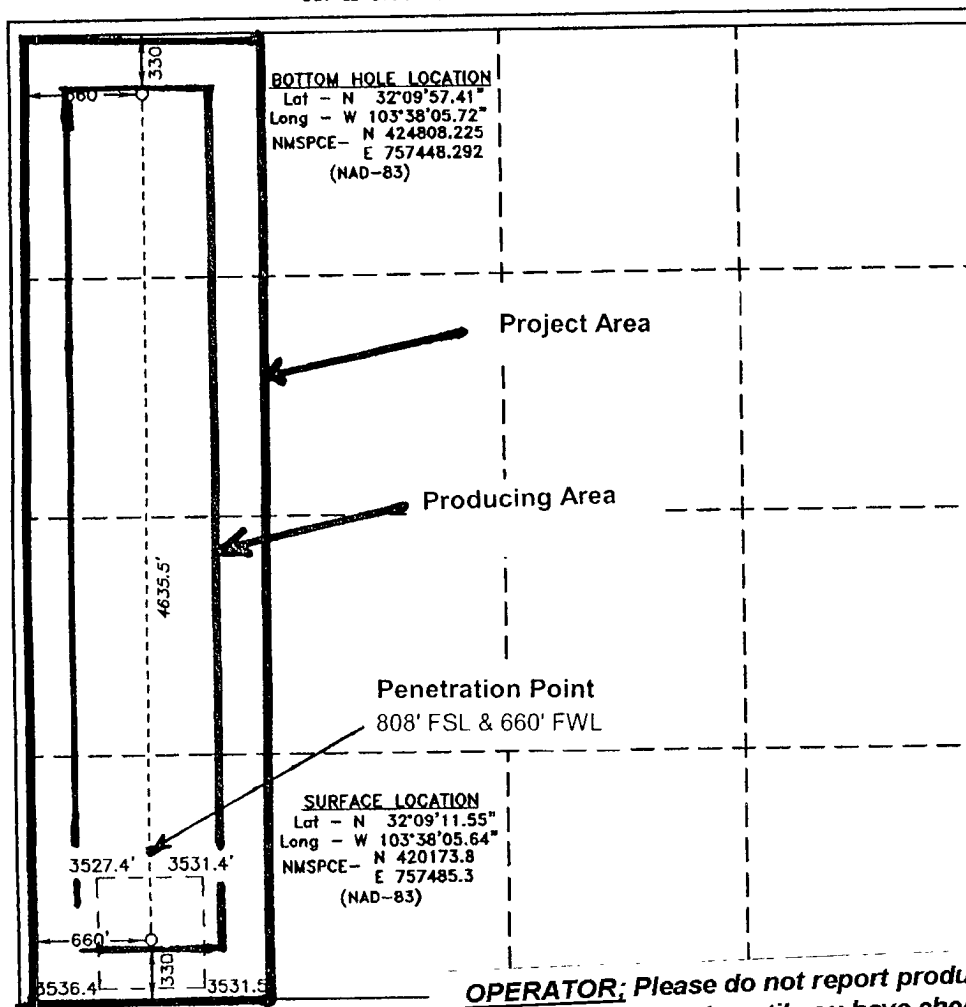 330
660
BOTTOM HOLE LOCATION
Lat - N 32°09'57.41"
Long - W 103°38'05.72"
NMSPCE- N 424808.225
E 757448.292
(NAD-83)
Project Area
Producing Area
4635.5'
Penetration Point
808' FSL & 660' FWL
SURFACE LOCATION
Lat - N 32°09'11.55"
Long - W 103°38'05.64"
NMSPCE- N 420173.8
E 757485.3
(NAD-83)
3527.4' 3531.4'
660'
330'
3536.4' 3531.5
OPERATOR; Please do not report produ